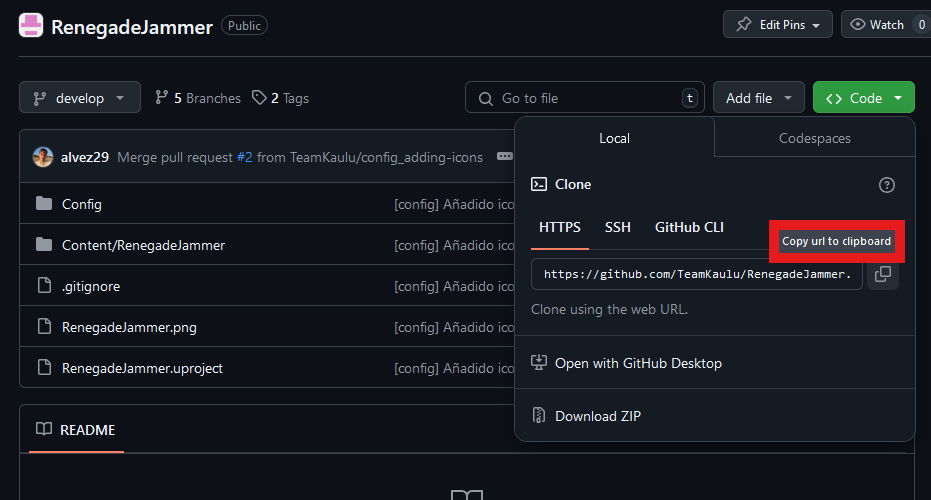 RenegadeJammer Public Edit Pins Watch 0
develop 5 Branches 2 Tags Go to file t Add file <> Code
alvez29 Merge pull request #2 from TeamKaulu/config_adding-icons
Config [config] Añadido ico
Content/RenegadeJammer [config] Añadido ico
.gitignore [config] Añadido ico
RenegadeJammer.png [config] Añadido ico
RenegadeJammer.uproject [config] Añadido ico
README
Local Codespaces
Clone
HTTPS SSH GitHub CLI
Copy url to clipboard
https://github.com/TeamKaulu/RenegadeJammer.
Clone using the web URL.
Open with GitHub Desktop
Download ZIP